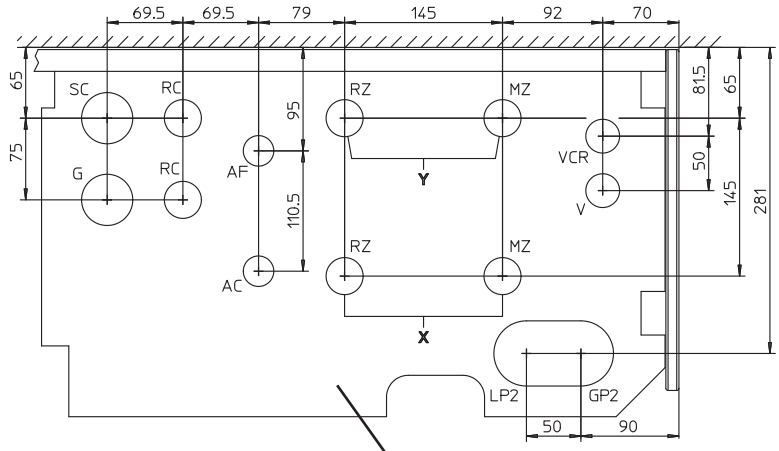 69.5 69.5 79 145 92 70
65
75
95
110.5
81.5
50
65
145
281
SC RC RZ MZ
VCR
AF
G RC
Y
V
RZ MZ
AC
X
LP2 GP2
50 90